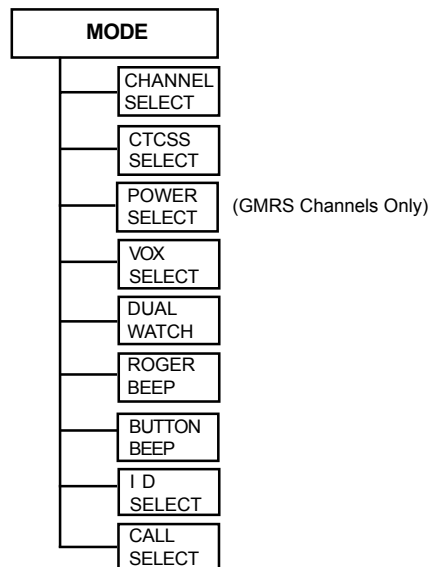 MODE
CHANNEL
SELECT
CTCSS
SELECT
POWER
SELECT
(GMRS Channels Only)
VOX
SELECT
DUAL
WATCH
ROGER
BEEP
BUTTON
BEEP
I D
SELECT
CALL
SELECT